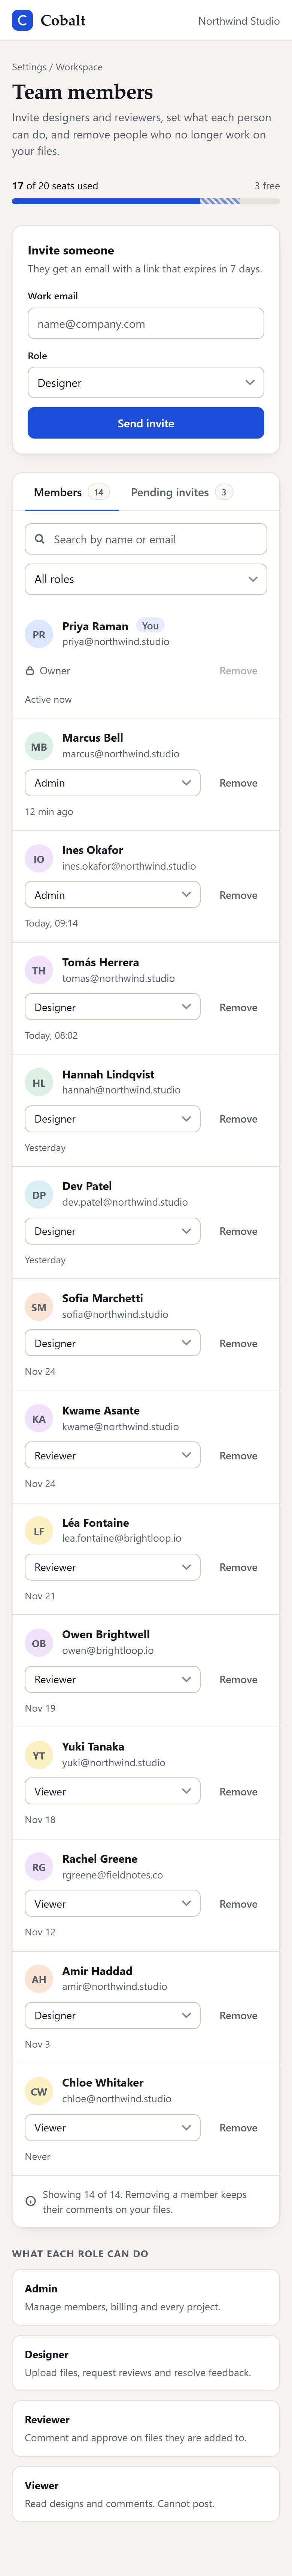 C Cobalt
Northwind Studio
Settings / Workspace
Team members
Invite designers and reviewers, set what each person
can do, and remove people who no longer work on
your files.
17 of 20 seats used
3 free
Invite someone
They get an email with a link that expires in 7 days.
Work email
name@company.com
Role
Designer
Send invite
Members 14
Pending invites 3
Search by name or email
All roles
PR
Priya Raman You
priya@northwind.studio
Owner
Remove
Active now
MB
Marcus Bell
marcus@northwind.studio
Admin
Remove
12 min ago
IO
Ines Okafor
ines.okafor@northwind.studio
Admin
Remove
Today, 09:14
TH
Tomás Herrera
tomas@northwind.studio
Designer
Remove
Today, 08:02
HL
Hannah Lindqvist
hannah@northwind.studio
Designer
Remove
Yesterday
DP
Dev Patel
dev.patel@northwind.studio
Designer
Remove
Yesterday
SM
Sofia Marchetti
sofia@northwind.studio
Designer
Remove
Nov 24
KA
Kwame Asante
kwame@northwind.studio
Reviewer
Remove
Nov 24
LF
Léa Fontaine
lea.fontaine@brightloop.io
Reviewer
Remove
Nov 21
OB
Owen Brightwell
owen@brightloop.io
Reviewer
Remove
Nov 19
YT
Yuki Tanaka
yuki@northwind.studio
Viewer
Remove
Nov 18
RG
Rachel Greene
rgreene@fieldnotes.co
Viewer
Remove
Nov 12
AH
Amir Haddad
amir@northwind.studio
Designer
Remove
Nov 3
CW
Chloe Whitaker
chloe@northwind.studio
Viewer
Remove
Never
Showing 14 of 14. Removing a member keeps
their comments on your files.
WHAT EACH ROLE CAN DO
Admin
Manage members, billing and every project.
Designer
Upload files, request reviews and resolve feedback.
Reviewer
Comment and approve on files they are added to.
Viewer
Read designs and comments. Cannot post.